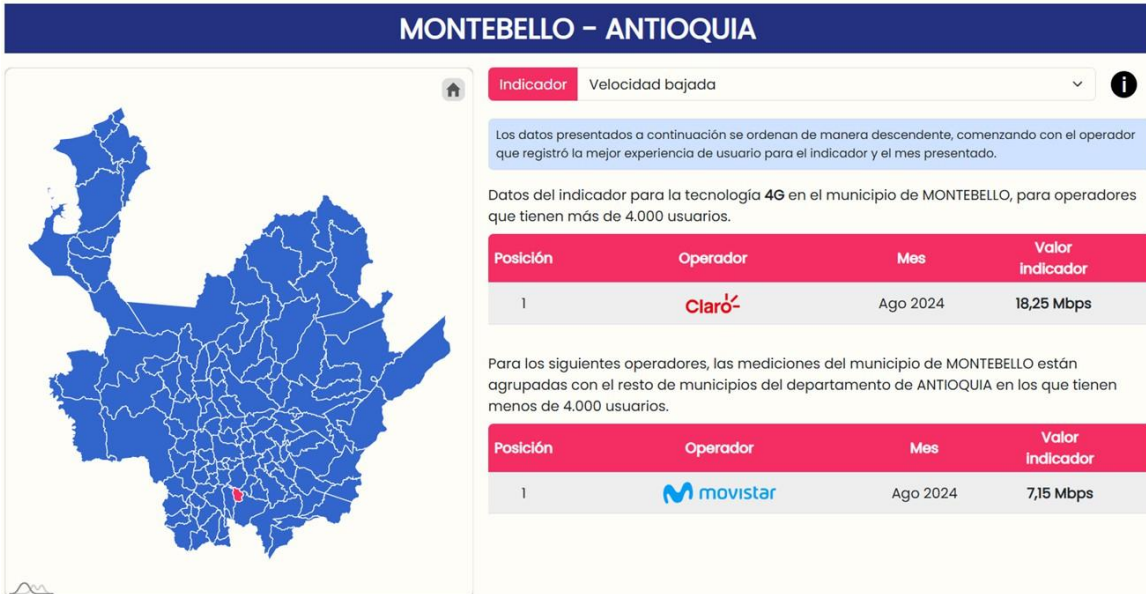 MONTEBELLO - ANTIOQUIA
Indicador Velocidad bajada
i
Los datos presentados a continuación se ordenan de manera descendente, comenzando con el operador
que registró la mejor experiencia de usuario para el indicador y el mes presentado.
Datos del indicador para la tecnología 4G en el municipio de MONTEBELLO, para operadores
que tienen más de 4.000 usuarios.
Posición Operador Mes Valor
indicador
1 Claro Ago 2024 18,25 Mbps
Para los siguientes operadores, las mediciones del municipio de MONTEBELLO están
agrupadas con el resto de municipios del departamento de ANTIOQUIA en los que tienen
menos de 4.000 usuarios.
Posición Operador Mes Valor
indicador
1 movistar Ago 2024 7,15 Mbps